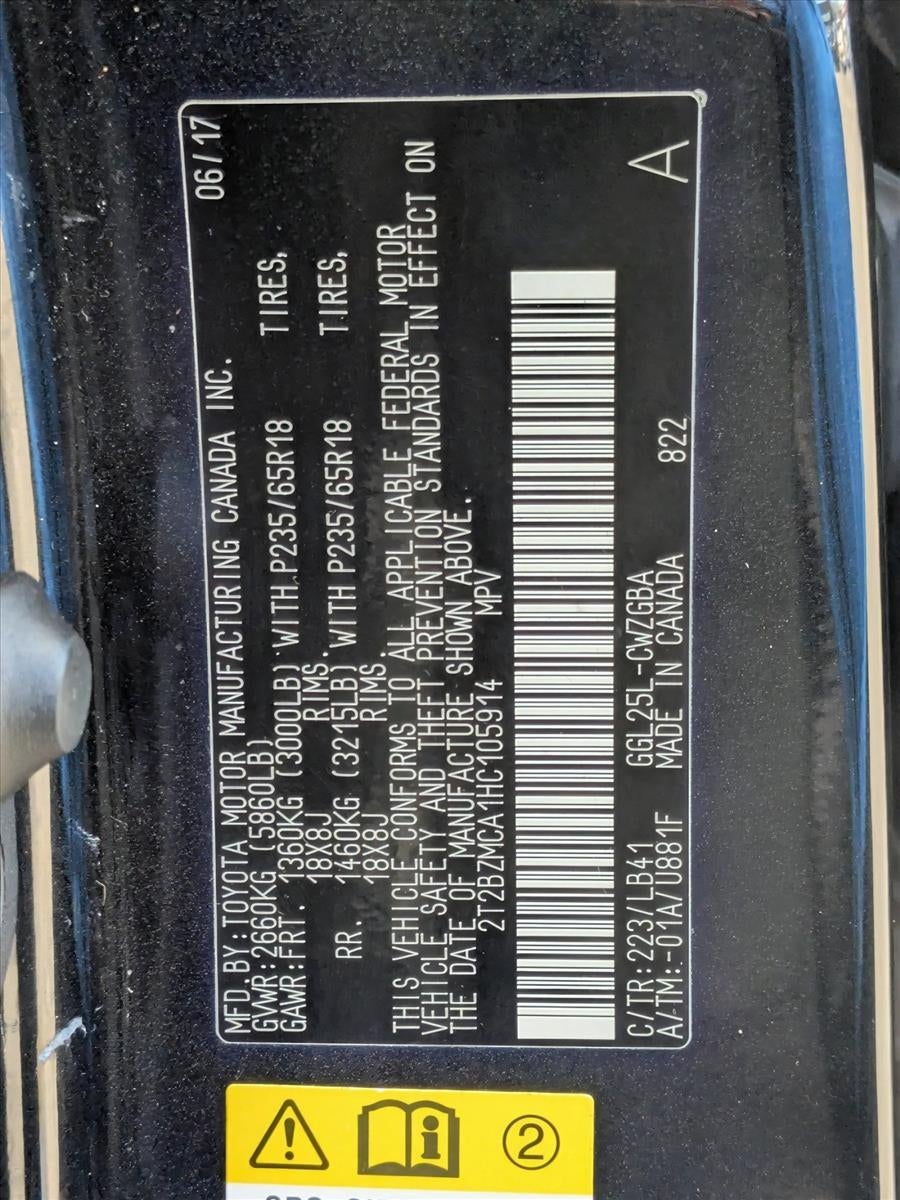 MFD.BY:TOYOTA MOTOR MANUFACTURING CANADA INC. 06/17
GVWR:2660KG (5860LB)
GAWR:FRT. 1360KG (3000LB) WITH P235/65R18 TIRES,
18X8J RIMS.
RR. 1460KG (3215LB) WITH P235/65R18 TIRES,
18X8J RIMS
THIS VEHICLE CONFORMS TO ALL APPLICABLE FEDERAL MOTOR
VEHICLE SAFETY AND THEFT PREVENTION STANDARDS IN EFFECT ON
THE DATE OF MANUFACTURE SHOWN ABOVE.
2T2BZMCA1HC105914 MPV
C/TR:223/LB41 GGL25L-CWZGBA
A/TM:-01A/U881F MADE IN CANADA 822 A
2